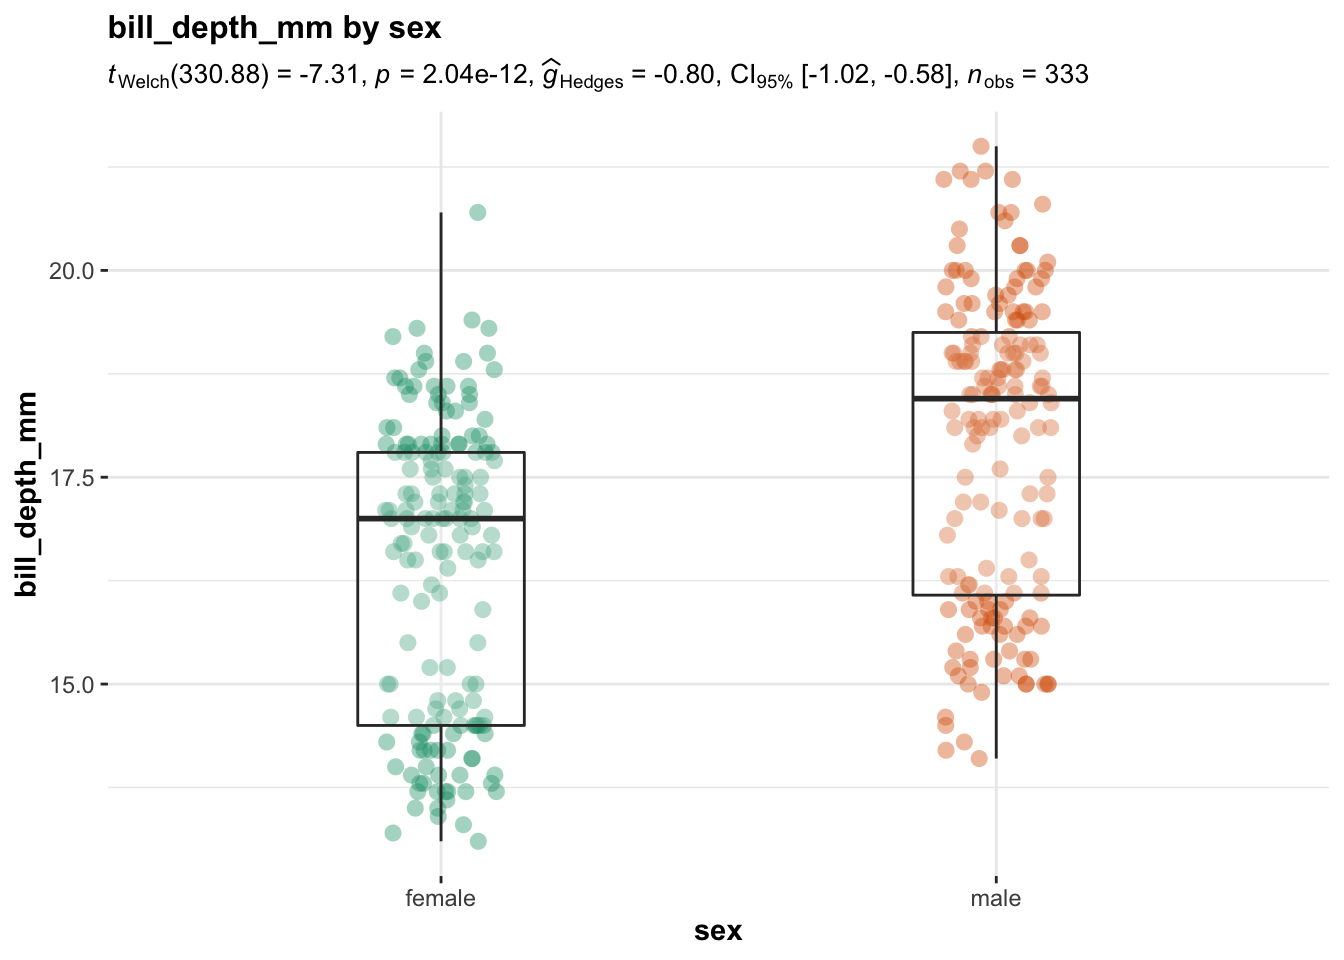 bill_depth_mm by sex
tWelch(330.88) = -7.31, p = 2.04e-12, ĝHedges = -0.80, CI95% [-1.02, -0.58], nobs = 333
20.0
17.5
15.0
bill_depth_mm
female
male
sex